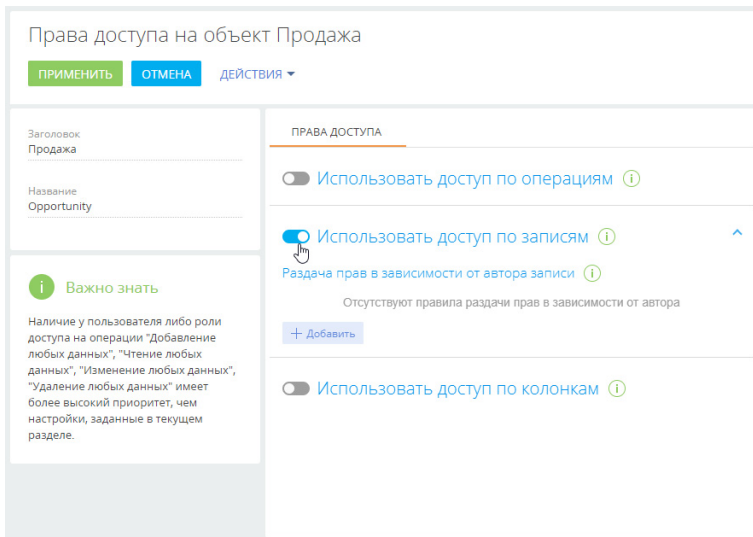 Права доступа на объект Продажа
ПРИМЕНИТЬ ОТМЕНА ДЕЙСТВИЯ
Заголовок
Продажа
Название
Opportunity
i Важно знать
Наличие у пользователя либо роли
доступа на операции "Добавление
любых данных", "Чтение любых
данных", "Изменение любых данных",
"Удаление любых данных" имеет
более высокий приоритет, чем
настройки, заданные в текущем
разделе.
ПРАВА ДОСТУПА
Использовать доступ по операциям i
Использовать доступ по записям i
Раздача прав в зависимости от автора записи i
Отсутствуют правила раздачи прав в зависимости от автора
+ Добавить
Использовать доступ по колонкам i